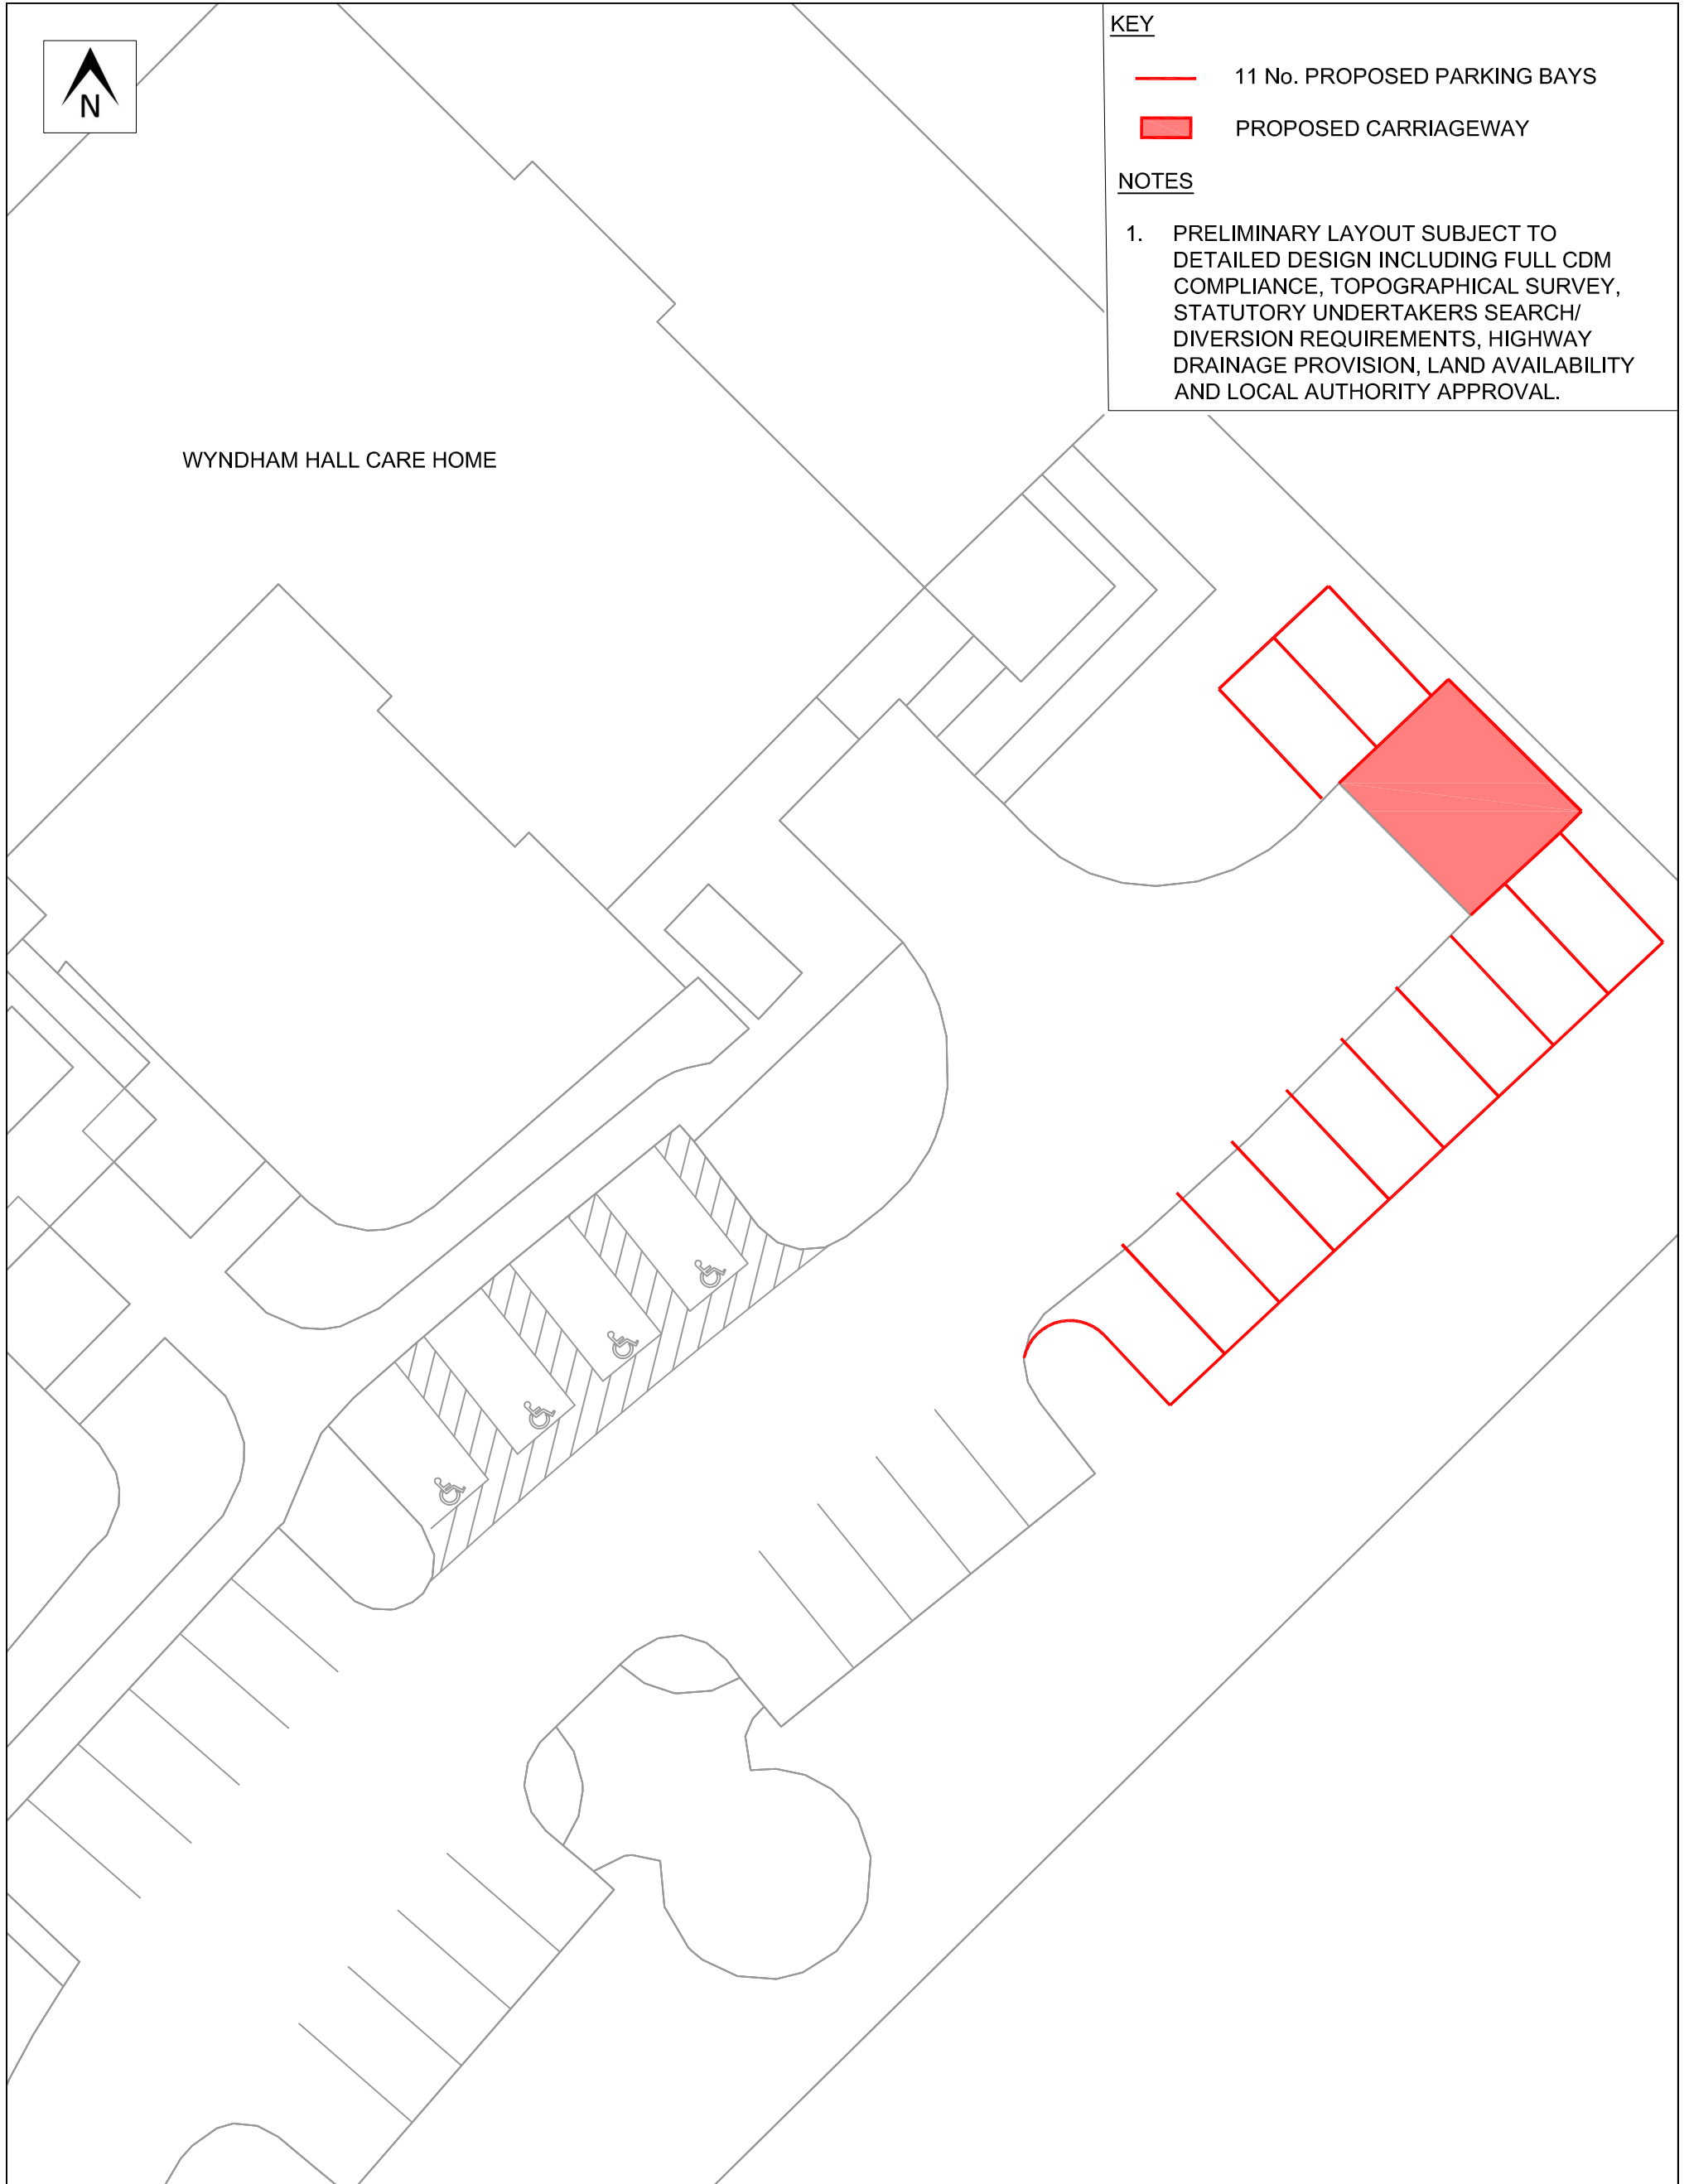 N
KEY
11 No. PROPOSED PARKING BAYS
PROPOSED CARRIAGEWAY
NOTES
1. PRELIMINARY LAYOUT SUBJECT TO
DETAILED DESIGN INCLUDING FULL CDM
COMPLIANCE, TOPOGRAPHICAL SURVEY,
STATUTORY UNDERTAKERS SEARCH/
DIVERSION REQUIREMENTS, HIGHWAY
DRAINAGE PROVISION, LAND AVAILABILITY
AND LOCAL AUTHORITY APPROVAL.
WYNDHAM HALL CARE HOME